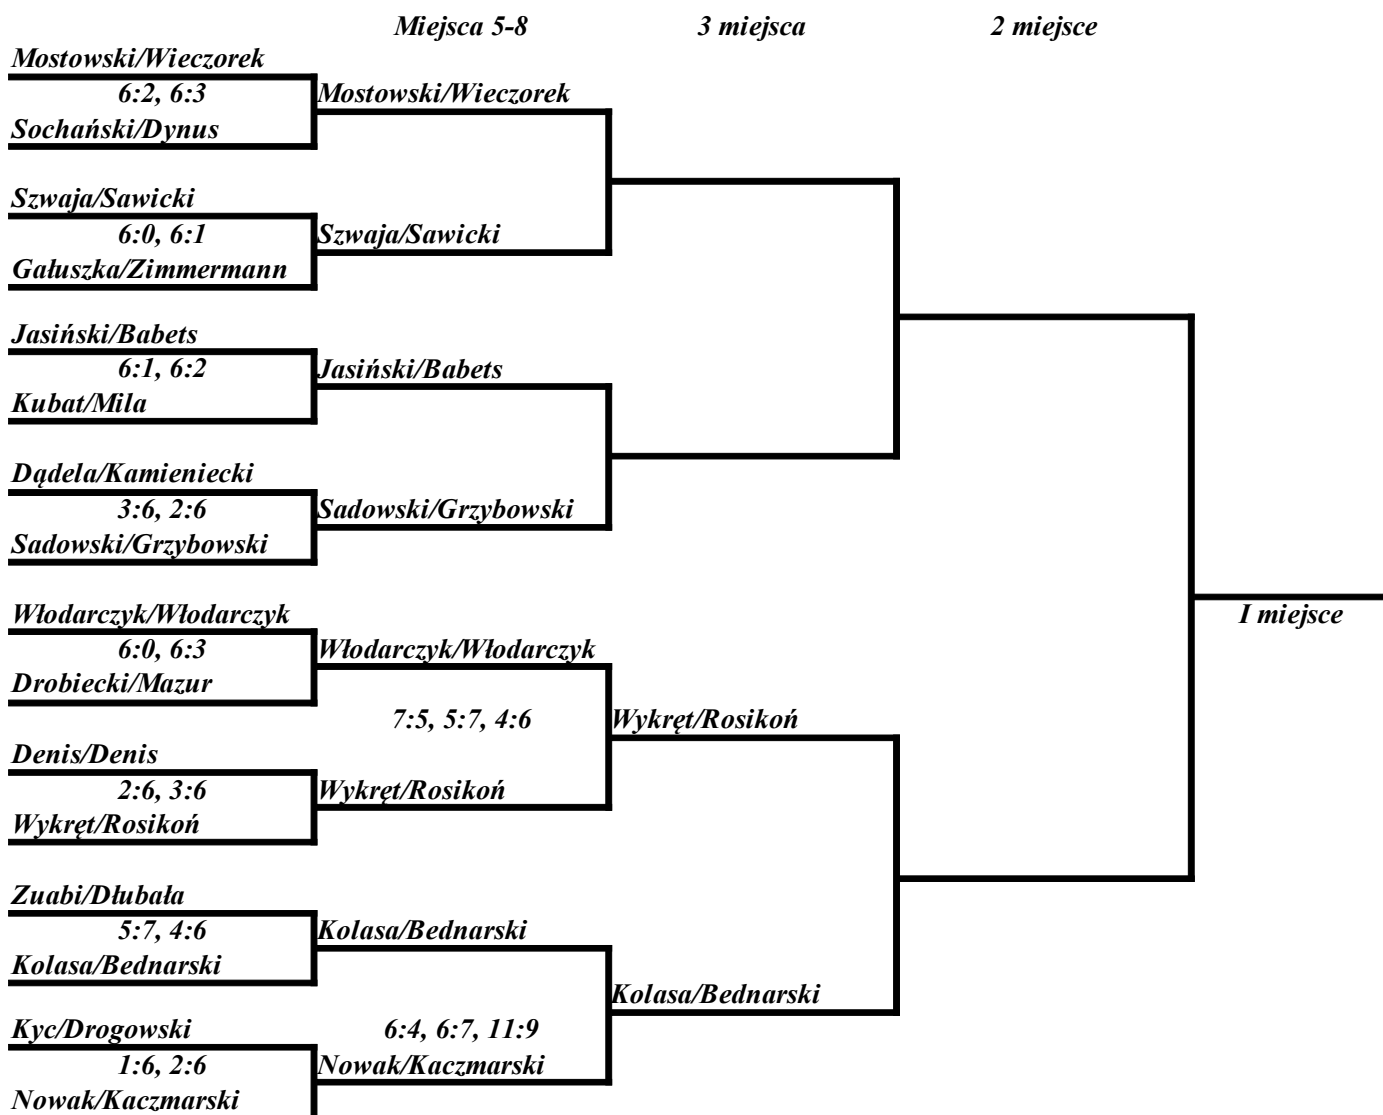 Miejsca 5-8 3 miejsca 2 miejsce
Mostowski/Wieczorek
6:2, 6:3 Mostowski/Wieczorek
Sochański/Dynus
Szwaja/Sawicki
6:0, 6:1 Szwaja/Sawicki
Gałuszka/Zimmermann
Jasiński/Babets
6:1, 6:2 Jasiński/Babets
Kubat/Mila
Dądela/Kamieniecki
3:6, 2:6 Sadowski/Grzybowski
Sadowski/Grzybowski
Włodarczyk/Włodarczyk I miejsce
6:0, 6:3 Włodarczyk/Włodarczyk
Drobiecki/Mazur
7:5, 5:7, 4:6 Wykręt/Rosikoń
Denis/Denis
2:6, 3:6 Wykręt/Rosikoń
Wykręt/Rosikoń
Zuabi/Dłubała
5:7, 4:6 Kolasa/Bednarski
Kolasa/Bednarski
Kolasa/Bednarski
Kyc/Drogowski 6:4, 6:7, 11:9
1:6, 2:6 Nowak/Kaczmarski
Nowak/Kaczmarski